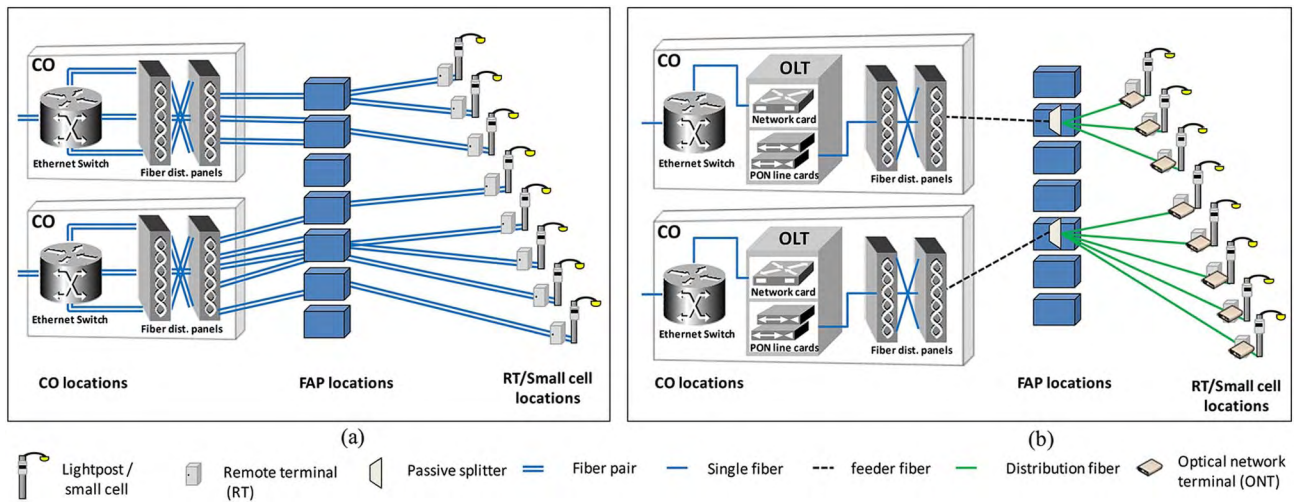 a)
CO
Ethernet Switch
Fiber dist. panels
CO
Ethernet Switch
Fiber dist. panels
CO locations
FAP locations
RT/Small cell
locations
b)
CO
OLT
Network card
Ethernet Switch
PON line cards
Fiber dist. panels
CO
OLT
Network card
Ethernet Switch
PON line cards
Fiber dist. panels
CO locations
FAP locations
RT/Small cell
locations
(a)
(b)
Lightpost /
small cell
Remote terminal
(RT)
Passive splitter
Fiber pair
Single fiber
feeder fiber
Distribution fiber
Optical network
terminal (ONT)